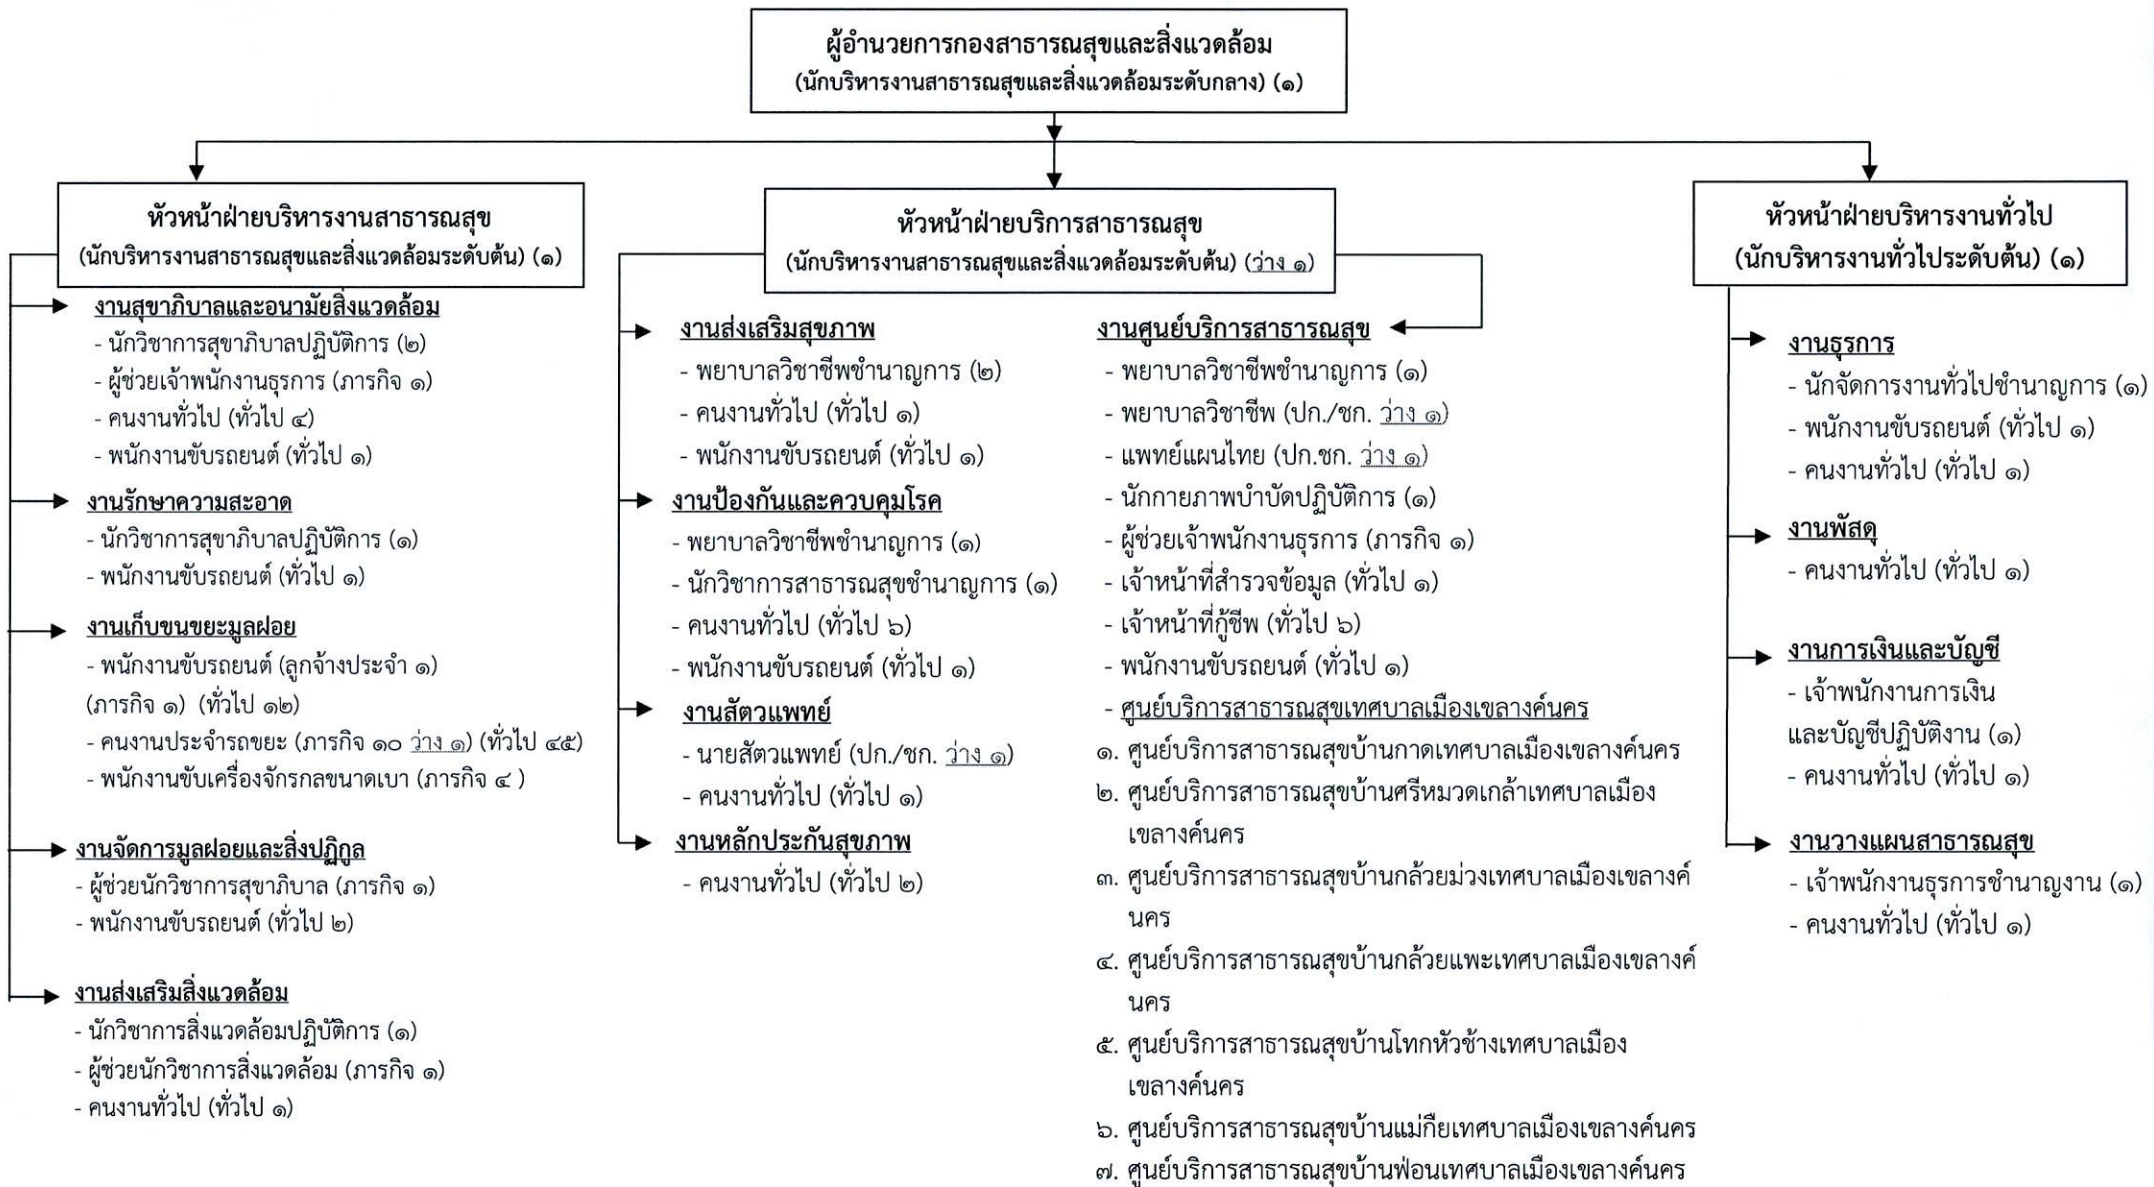 ผู้อำนวยการกองสาธารณสุขและสิ่งแวดล้อม
(นักบริหารงานสาธารณสุขและสิ่งแวดล้อมระดับกลาง) (๑)
หัวหน้าฝ่ายบริหารงานสาธารณสุข
(นักบริหารงานสาธารณสุขและสิ่งแวดล้อมระดับต้น) (๑)
งานสุขาภิบาลและอนามัยสิ่งแวดล้อม
- นักวิชาการสุขาภิบาลปฏิบัติการ (๒)
- ผู้ช่วยเจ้าพนักงานธุรการ (ภารกิจ ๑)
- คนงานทั่วไป (ทั่วไป ๔)
- พนักงานขับรถยนต์ (ทั่วไป ๑)
งานรักษาความสะอาด
- นักวิชาการสุขาภิบาลปฏิบัติการ (๑)
- พนักงานขับรถยนต์ (ทั่วไป ๑)
งานเก็บขนขยะมูลฝอย
- พนักงานขับรถยนต์ (ลูกจ้างประจำ ๑)
(ภารกิจ ๑) (ทั่วไป ๑๒)
- คนงานประจำรถขยะ (ภารกิจ ๑๐ ว่าง ๑) (ทั่วไป ๔๕)
- พนักงานขับเครื่องจักรกลขนาดเบา (ภารกิจ ๔ )
งานจัดการมูลฝอยและสิ่งปฏิกูล
- ผู้ช่วยนักวิชาการสุขาภิบาล (ภารกิจ ๑)
- พนักงานขับรถยนต์ (ทั่วไป ๒)
งานส่งเสริมสิ่งแวดล้อม
- นักวิชาการสิ่งแวดล้อมปฏิบัติการ (๑)
- ผู้ช่วยนักวิชาการสิ่งแวดล้อม (ภารกิจ ๑)
- คนงานทั่วไป (ทั่วไป ๑)
หัวหน้าฝ่ายบริการสาธารณสุข
(นักบริหารงานสาธารณสุขและสิ่งแวดล้อมระดับต้น) (ว่าง ๑)
งานส่งเสริมสุขภาพ
- พยาบาลวิชาชีพชำนาญการ (๒)
- คนงานทั่วไป (ทั่วไป ๑)
- พนักงานขับรถยนต์ (ทั่วไป ๑)
งานป้องกันและควบคุมโรค
- พยาบาลวิชาชีพชำนาญการ (๑)
- นักวิชาการสาธารณสุขชำนาญการ (๑)
- คนงานทั่วไป (ทั่วไป ๖)
- พนักงานขับรถยนต์ (ทั่วไป ๑)
งานสัตวแพทย์
- นายสัตวแพทย์ (ปก./ชก. ว่าง ๑)
- คนงานทั่วไป (ทั่วไป ๑)
งานหลักประกันสุขภาพ
- คนงานทั่วไป (ทั่วไป ๒)
งานศูนย์บริการสาธารณสุข
- พยาบาลวิชาชีพชำนาญการ (๑)
- พยาบาลวิชาชีพ (ปก./ชก. ว่าง ๑)
- แพทย์แผนไทย (ปก.ชก. ว่าง ๑)
- นักกายภาพบำบัดปฏิบัติการ (๑)
- ผู้ช่วยเจ้าพนักงานธุรการ (ภารกิจ ๑)
- เจ้าหน้าที่สำรวจข้อมูล (ทั่วไป ๑)
- เจ้าหน้าที่กู้ชีพ (ทั่วไป ๖)
- พนักงานขับรถยนต์ (ทั่วไป ๑)
- ศูนย์บริการสาธารณสุขเทศบาลเมืองเขลางค์นคร
๑. ศูนย์บริการสาธารณสุขบ้านกาดเทศบาลเมืองเขลางค์นคร
๒. ศูนย์บริการสาธารณสุขบ้านศรีหมวดเกล้าเทศบาลเมือง
เขลางค์นคร
๓. ศูนย์บริการสาธารณสุขบ้านกล้วยม่วงเทศบาลเมืองเขลางค์
นคร
๔. ศูนย์บริการสาธารณสุขบ้านกล้วยแพะเทศบาลเมืองเขลางค์
นคร
๕. ศูนย์บริการสาธารณสุขบ้านโทกหัวช้างเทศบาลเมือง
เขลางค์นคร
๖. ศูนย์บริการสาธารณสุขบ้านแม่กืยเทศบาลเมืองเขลางค์นคร
๗. ศูนย์บริการสาธารณสุขบ้านฟ่อนเทศบาลเมืองเขลางค์นคร
หัวหน้าฝ่ายบริหารงานทั่วไป
(นักบริหารงานทั่วไประดับต้น) (๑)
งานธุรการ
- นักจัดการงานทั่วไปชำนาญการ (๑)
- พนักงานขับรถยนต์ (ทั่วไป ๑)
- คนงานทั่วไป (ทั่วไป ๑)
งานพัสดุ
- คนงานทั่วไป (ทั่วไป ๑)
งานการเงินและบัญชี
- เจ้าพนักงานการเงิน
และบัญชีปฏิบัติงาน (๑)
- คนงานทั่วไป (ทั่วไป ๑)
งานวางแผนสาธารณสุข
- เจ้าพนักงานธุรการชำนาญงาน (๑)
- คนงานทั่วไป (ทั่วไป ๑)